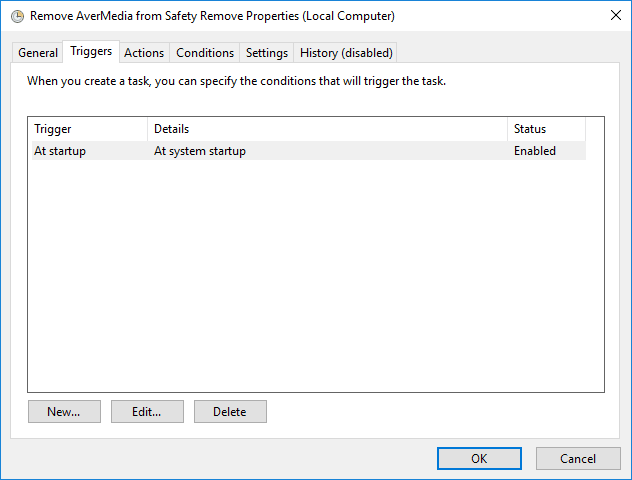 Remove AverMedia from Safety Remove Properties (Local Computer)
General Triggers Actions Conditions Settings History (disabled)
When you create a task, you can specify the conditions that will trigger the task.
Trigger Details Status
At startup At system startup Enabled
New... Edit... Delete
OK Cancel